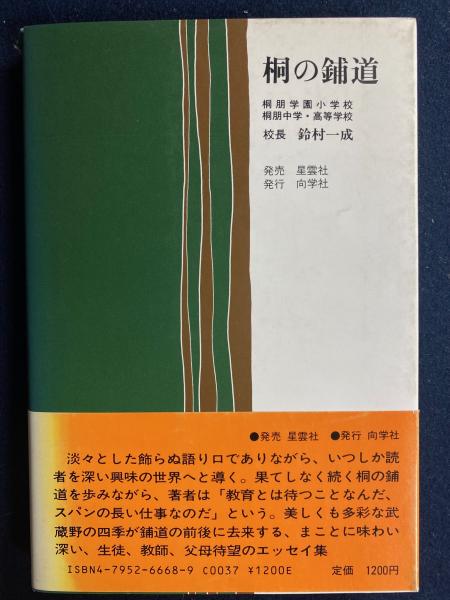 桐の鋪道
桐朋学園小学校
桐朋中学・高等学校
校長 鈴村一成
発売 星雲社
発行 向学社
●発売 星雲社 ●発行 向学社
淡々とした飾らぬ語り口でありながら、いつしか読
者を深い興味の世界へと導く。果てしなく続く桐の鋪
道を歩みながら、著者は「教育とは待つことなんだ、
スパンの長い仕事なのだ」という。美しくも多彩な武
蔵野の四季が鋪道の前後に去来する、まことに味わい
深い、生徒、教師、父母待望のエッセイ集
ISBN4-7952-6668-9 C0037 ¥1200E 定価 1200円